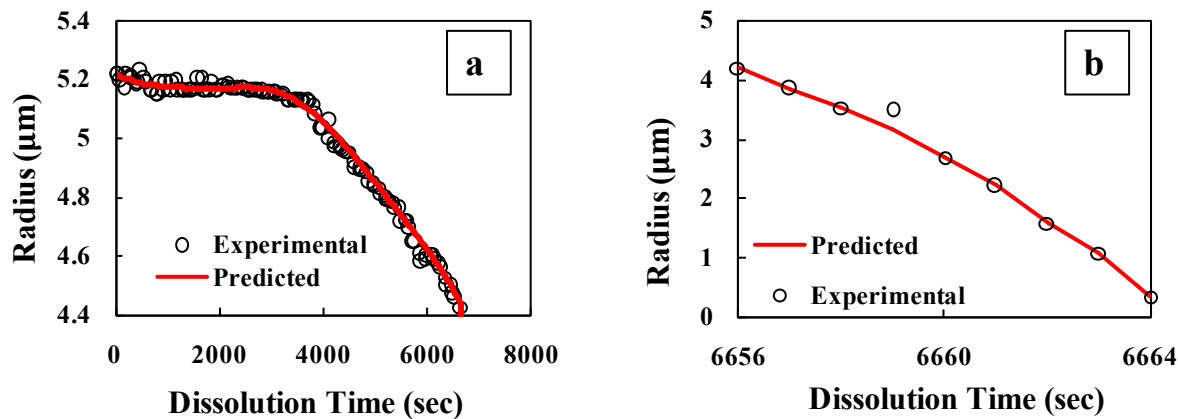 5.4
5.2
5
4.8
4.6
4.4
Radius (µm)
a
Experimental
Predicted
0
2000
4000
6000
8000
Dissolution Time (sec)
5
4
3
2
1
0
Radius (µm)
b
Predicted
Experimental
6656
6660
6664
Dissolution Time (sec)